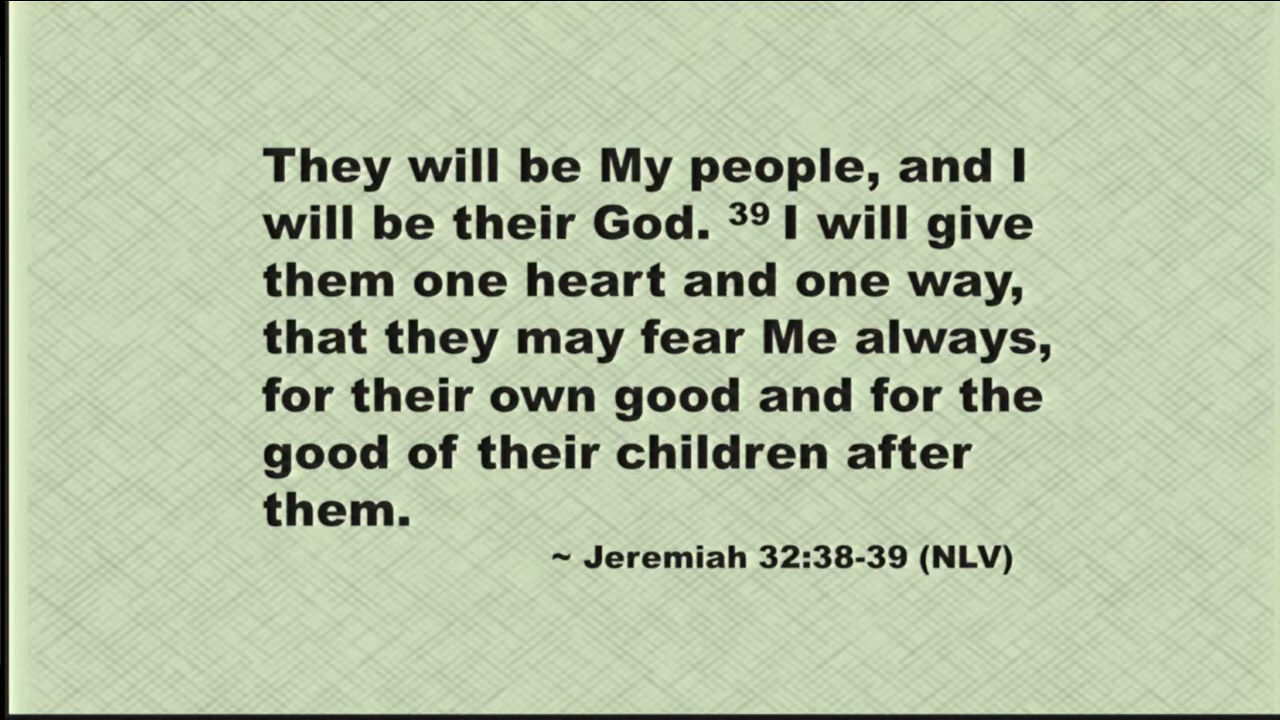 They will be My people, and I
will be their God. 39 I will give
them one heart and one way,
that they may fear Me always,
for their own good and for the
good of their children after
them.
~ Jeremiah 32:38-39 (NLV)